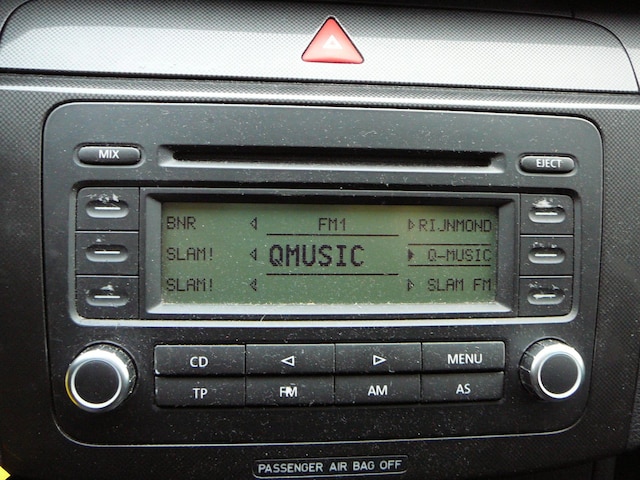 MIX
EJECT
BNR FM1 RIJNMOND
SLAM! QMUSIC Q-MUSIC
SLAM! SLAM FM
CD MENU
TP FM AM AS
PASSENGER AIR BAG OFF